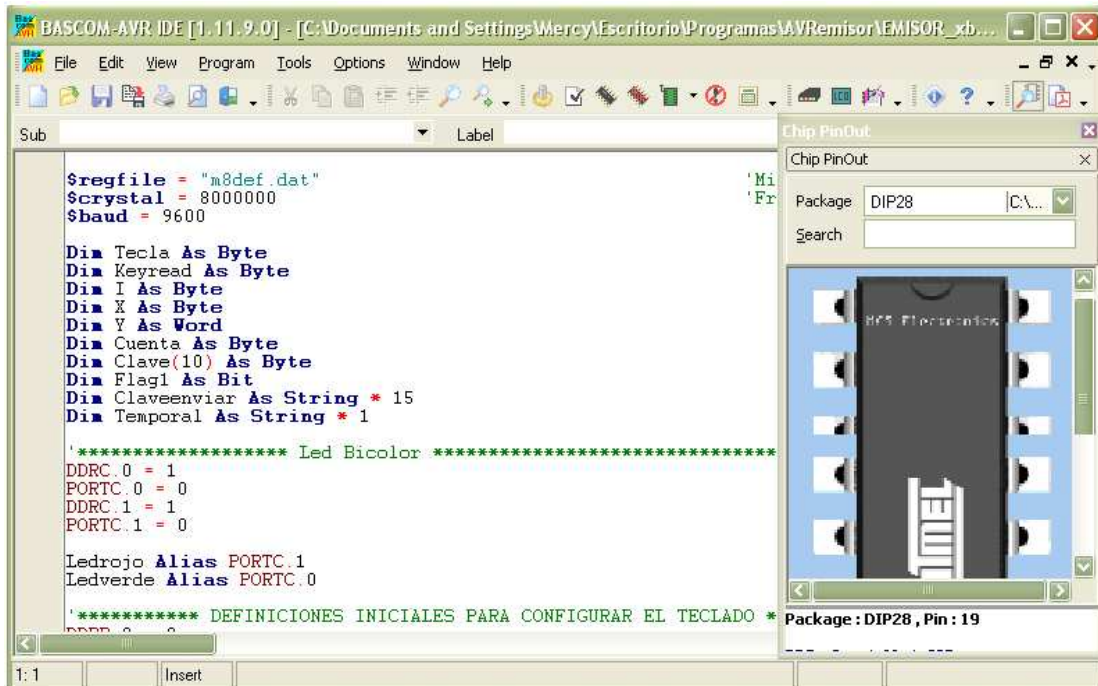 BASCOM-AVR IDE [1.11.9.0] - [C:\Documents and Settings\Mercy\Escritorio\Programas\AVRemisor\EMISOR_xb...
File Edit View Program Tools Options Window Help
Sub Label
$regfile = "m8def.dat" 'Mi
$crystal = 8000000 'Fr
$baud = 9600
Dim Tecla As Byte
Dim Keyread As Byte
Dim I As Byte
Dim X As Byte
Dim Y As Word
Dim Cuenta As Byte
Dim Clave(10) As Byte
Dim Flag1 As Bit
Dim Claveenviar As String * 15
Dim Temporal As String * 1
'******************* Led Bicolor *******************************
DDRC.0 = 1
PORTC.0 = 0
DDRC.1 = 1
PORTC.1 = 0
Ledrojo Alias PORTC.1
Ledverde Alias PORTC.0
'*********** DEFINICIONES INICIALES PARA CONFIGURAR EL TECLADO *
Chip PinOut
Chip PinOut
Package DIP28 C:\...
Search
MCS Electronics
ATMEL
Package : DIP28 , Pin : 19
1: 1 Insert